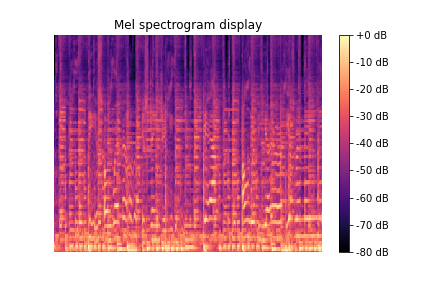 Mel spectrogram display
+0 dB
-10 dB
-20 dB
-30 dB
-40 dB
-50 dB
-60 dB
-70 dB
-80 dB